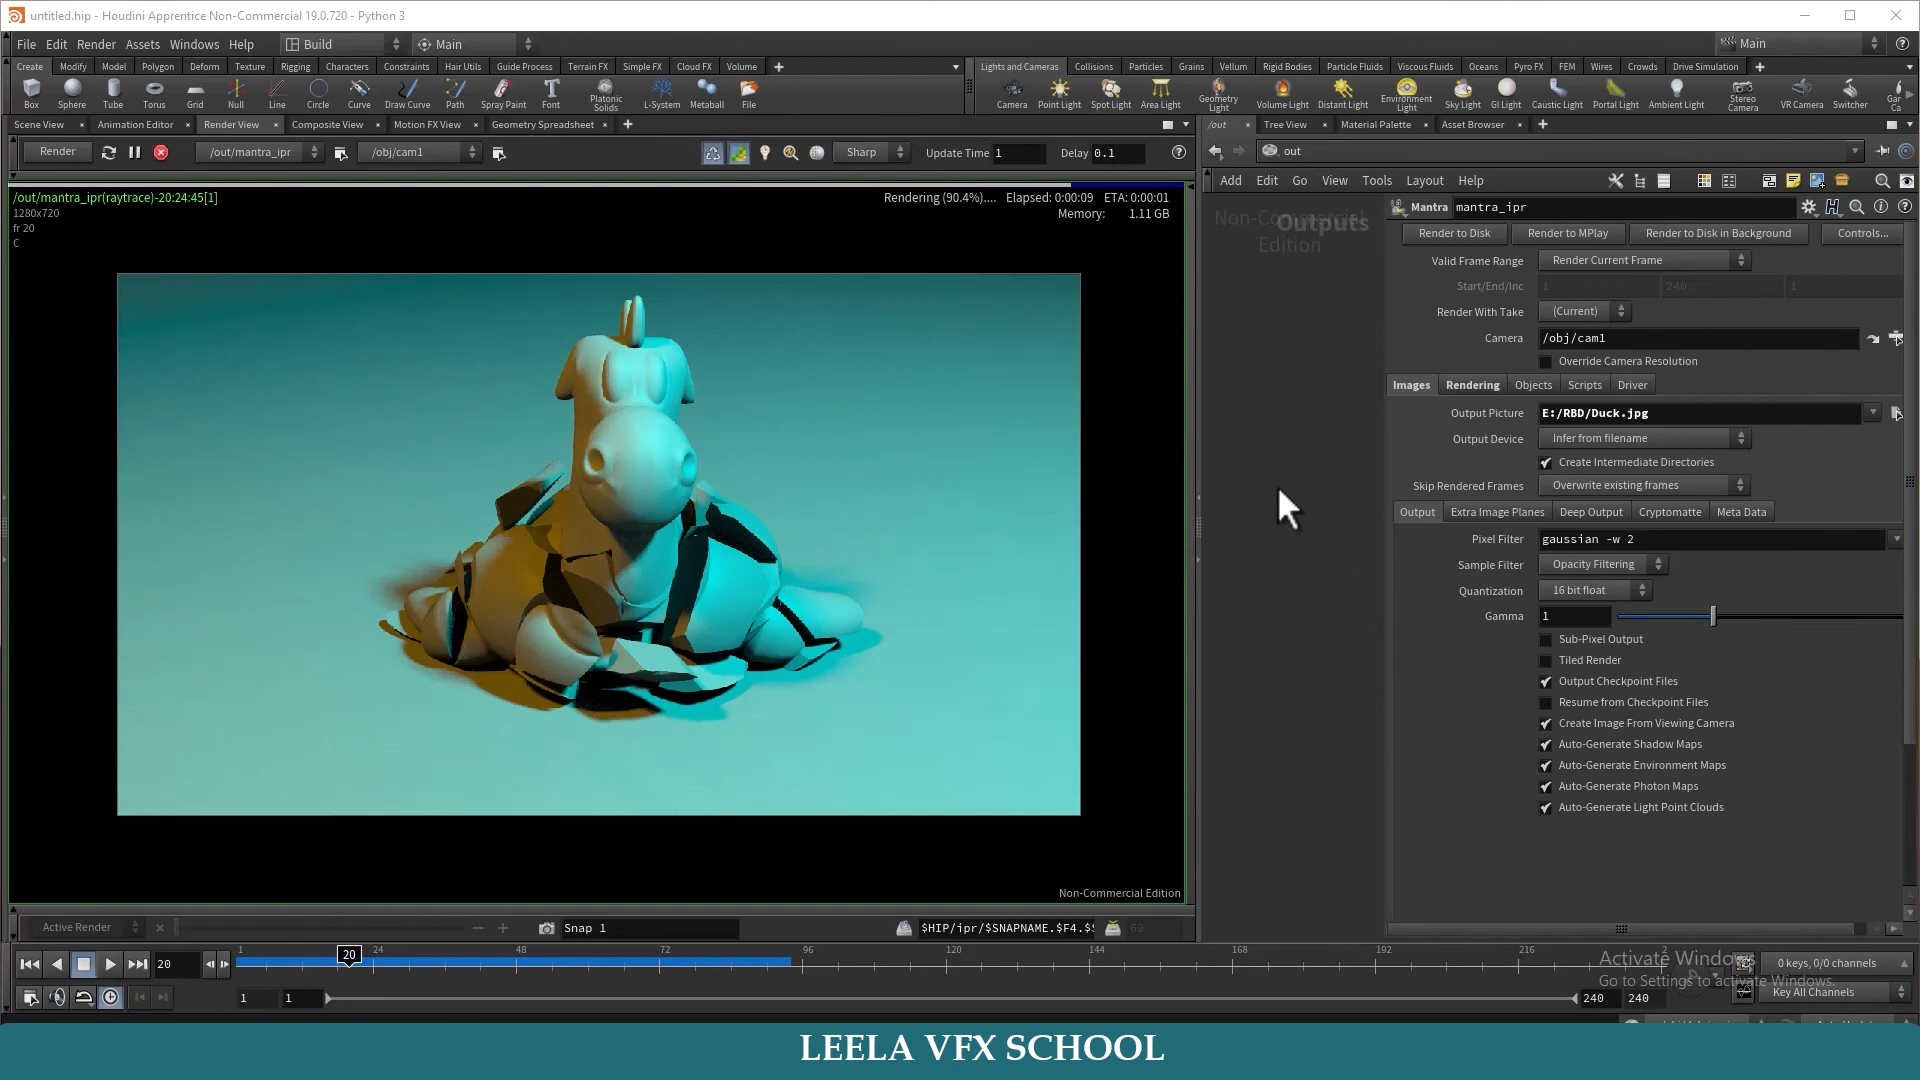 untitled.hip - Houdini Apprentice Non-Commercial 19.0.720 - Python 3
File Edit Render Assets Windows Help Build Main Main
Create Modify Model Polygon Deform Texture Rigging Characters Constraints Hair Utils Guide Process Terrain FX Simple FX Cloud FX Volume
Lights and Cameras Collisions Particles Grains Vellum Rigid Bodies Particle Fluids Viscous Fluids Oceans Pyro FX FEM Wires Crowds Drive Simulation
Box Sphere Tube Torus Grid Null Line Circle Curve Draw Curve Path Spray Paint Font Platonic Solids L-System Metaball File
Camera Point Light Spot Light Area Light Geometry Light Volume Light Distant Light Environment Light Sky Light GI Light Caustic Light Portal Light Ambient Light Stereo Camera VR Camera Switcher
Scene View Animation Editor Render View Composite View Motion FX View Geometry Spreadsheet
/out Tree View Material Palette Asset Browser
Render /out/mantra_ipr /obj/cam1 Sharp Update Time 1 Delay 0.1
out
Add Edit Go View Tools Layout Help
/out/mantra_ipr(raytrace)-20:24:45[1]
1280x720
fr 20
C
Rendering (90.4%).... Elapsed: 0:00:09 ETA: 0:00:01
Memory: 1.11 GB
Non-Commercial Edition
Outputs
Mantra mantra_ipr
Render to Disk Render to MPlay Render to Disk in Background Controls...
Valid Frame Range Render Current Frame
Start/End/Inc 1 240 1
Render With Take (Current)
Camera /obj/cam1
Override Camera Resolution
Images Rendering Objects Scripts Driver
Output Picture E:/RBD/Duck.jpg
Output Device Infer from filename
Create Intermediate Directories
Skip Rendered Frames Overwrite existing frames
Output Extra Image Planes Deep Output Cryptomatte Meta Data
Pixel Filter gaussian -w 2
Sample Filter Opacity Filtering
Quantization 16 bit float
Gamma 1
Sub-Pixel Output
Tiled Render
Output Checkpoint Files
Resume from Checkpoint Files
Create Image From Viewing Camera
Auto-Generate Shadow Maps
Auto-Generate Environment Maps
Auto-Generate Photon Maps
Auto-Generate Light Point Clouds
Non-Commercial Edition
Active Render Snap 1 $HIP/ipr/$SNAPNAME.$F4.$ 60
20 1 20 24 48 72 96 120 144 168 192 216
1 1 240 240
0 keys, 0/0 channels
Key All Channels
Activate Windows
Go to Settings to activate Windows.
LEELA VFX SCHOOL